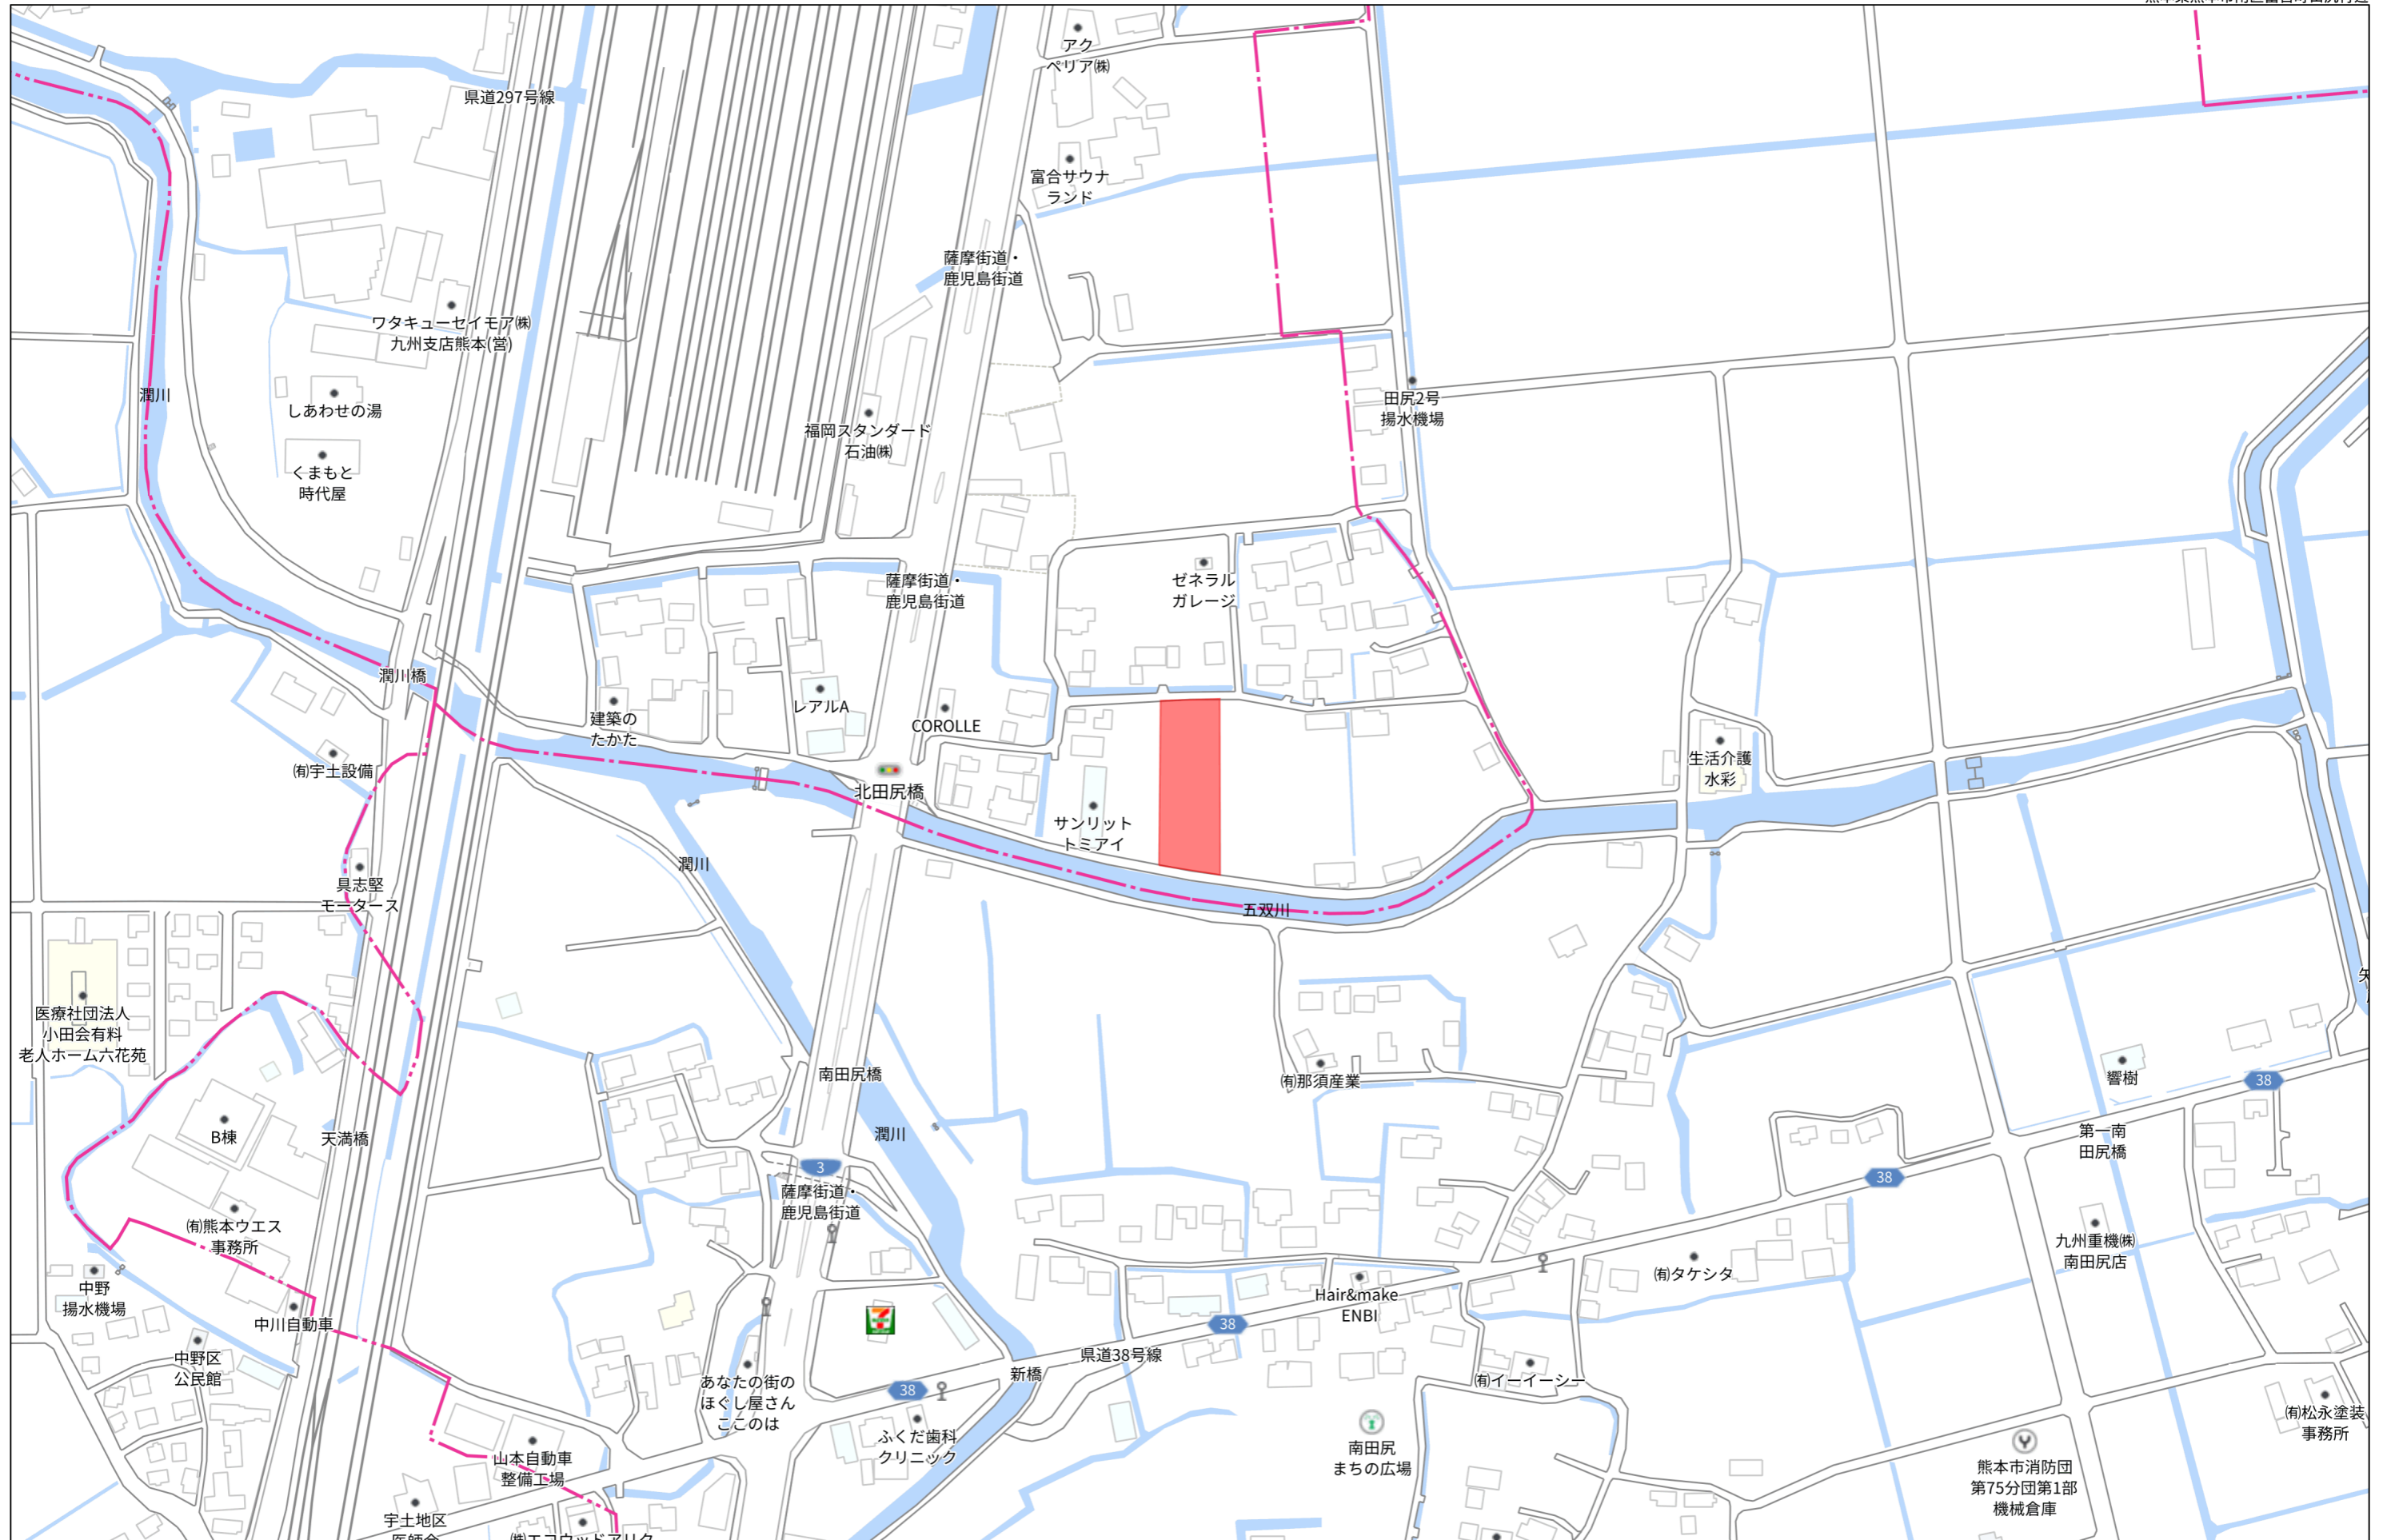 アク
ペリア㈱
県道297号線
富合サウナ
ランド
薩摩街道・
鹿児島街道
ワタキューセイモア㈱
九州支店熊本(営)
潤川
しあわせの湯
田尻2号
揚水機場
福岡スタンダード
石油㈱
くまもと
時代屋
薩摩街道・
鹿児島街道
ゼネラル
ガレージ
潤川橋
レアルA
建築の
たかた
COROLLE
生活介護
水彩
㈲宇土設備
北田尻橋
サンリット
トミアイ
潤川
具志堅
モータース
五双川
医療社団法人
小田会有料
老人ホーム六花苑
南田尻橋
㈲那須産業
響樹
38
B棟
天満橋
潤川
第一南
田尻橋
3
38
薩摩街道・
鹿児島街道
㈲熊本ウエス
事務所
九州重機㈱
南田尻店
㈲タケシタ
中野
揚水機場
Hair&make
ENBI
中川自動車
38
中野区
公民館
県道38号線
新橋
あなたの街の
ほぐし屋さん
ここのは
38
㈲イーイーシー
㈲松永塗装
事務所
ふくだ歯科
クリニック
南田尻
まちの広場
山本自動車
整備工場
熊本市消防団
第75分団第1部
機械倉庫
宇土地区